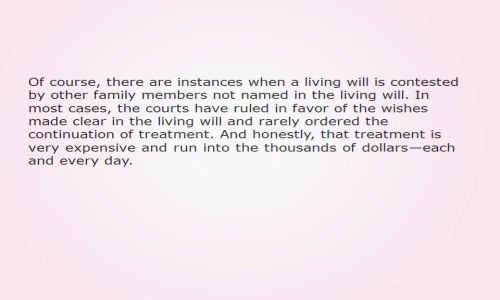 Of course, there are instances when a living will is contested
by other family members not named in the living will. In
most cases, the courts have ruled in favor of the wishes
made clear in the living will and rarely ordered the
continuation of treatment. And honestly, that treatment is
very expensive and run into the thousands of dollars—each
and every day.